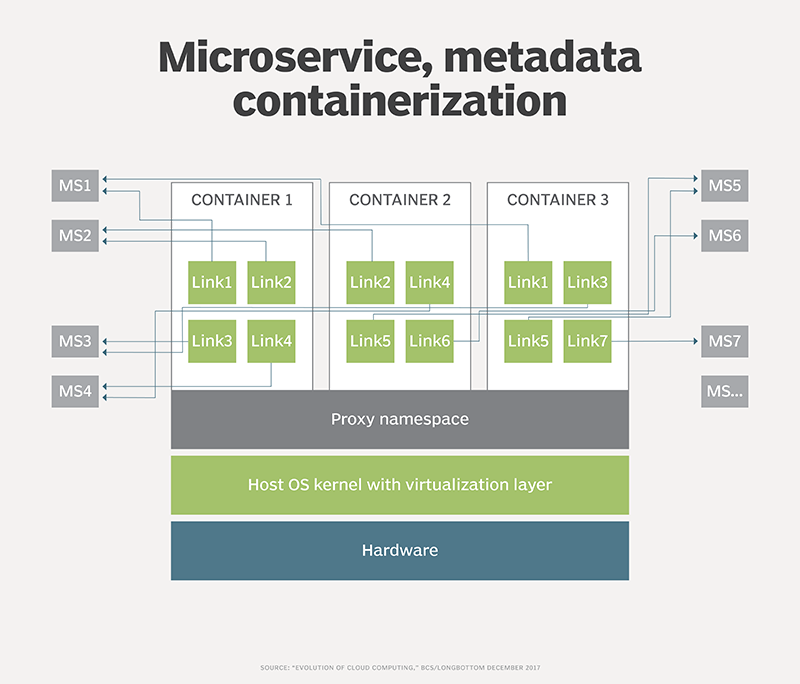 Microservice, metadata
containerization
MS1
MS2
MS3
MS4
CONTAINER 1
Link1 Link2
Link3 Link4
CONTAINER 2
Link2 Link4
Link5 Link6
CONTAINER 3
Link1 Link3
Link5 Link7
MS5
MS6
MS7
MS...
Proxy namespace
Host OS kernel with virtualization layer
Hardware
SOURCE: “EVOLUTION OF CLOUD COMPUTING,” BCS/LONGBOTTOM DECEMBER 2017